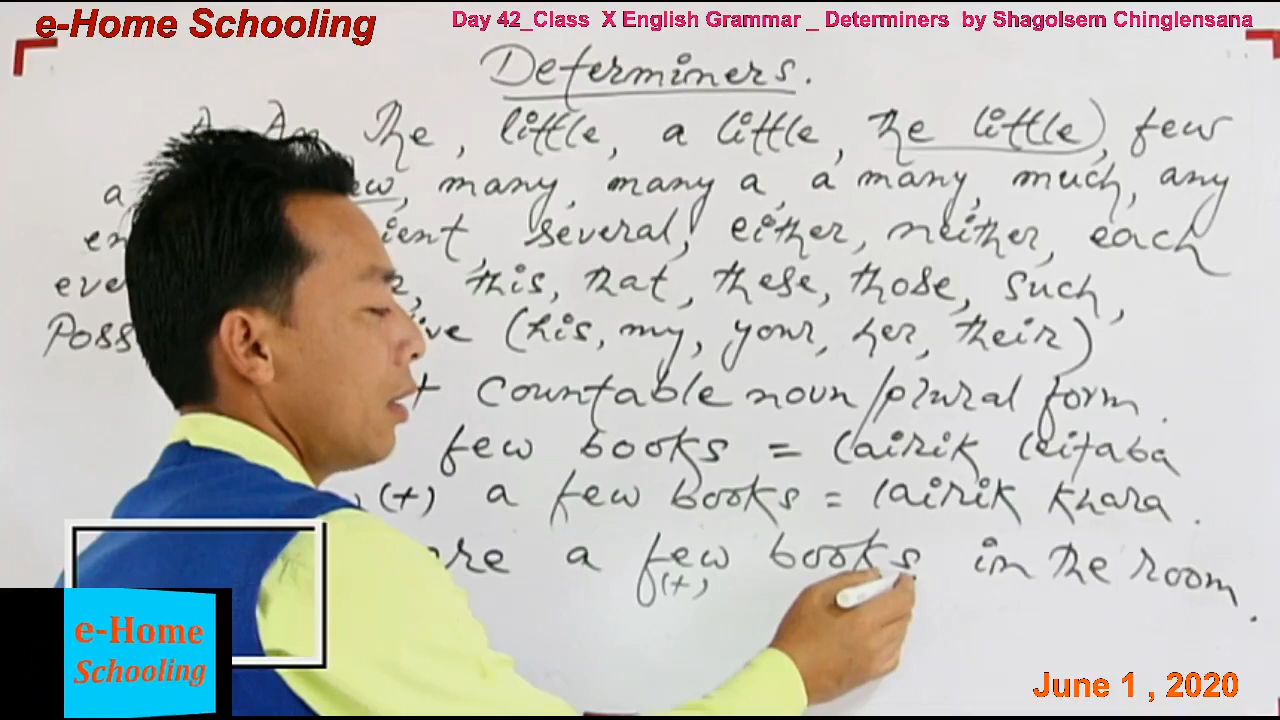 e-Home Schooling
Day 42_Class X English Grammar _ Determiners by Shagolsem Chinglensana
Determiners.
A, An The, little, a little, the little), few
a many, many a, a many, much, any
several, either, neither, each
this, that, these, those, such,
(his, my, your, her, their)
+ Countable noun/plural form.
few books = lairik leitaba
(+) a few books = lairik khara.
a few books in the room.
(+)
e-Home
Schooling
June 1 , 2020